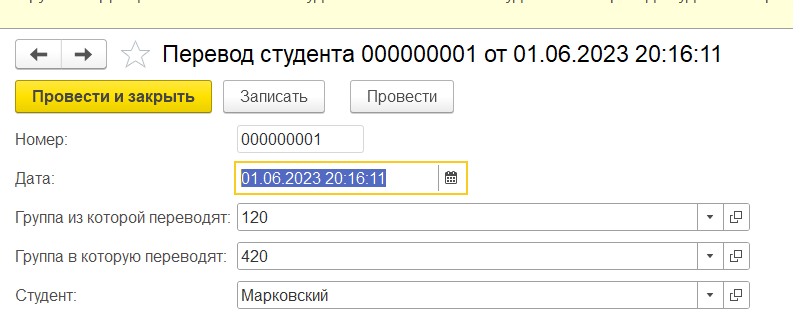 Перевод студента 000000001 от 01.06.2023 20:16:11
Провести и закрыть Записать Провести
Номер: 000000001
Дата: 01.06.2023 20:16:11
Группа из которой переводят: 120
Группа в которую переводят: 420
Студент: Марковский